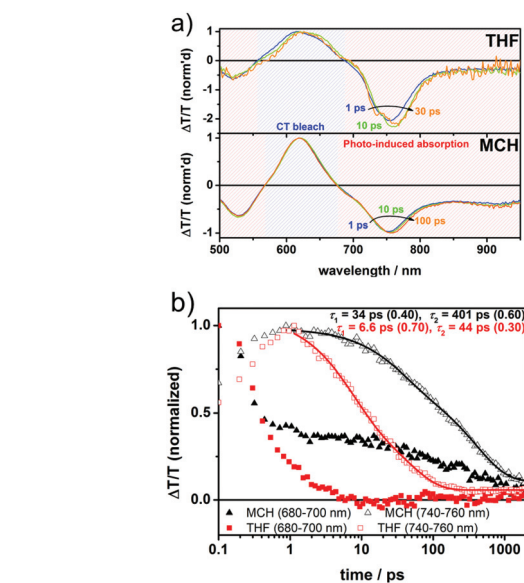 a)
THF
1
0
-1
-2
ΔT/T (norm'd)
1 ps
30 ps
10 ps
CT bleach
Photo-induced absorption
MCH
1
0
-1
ΔT/T (norm'd)
10 ps
1 ps
100 ps
500 600 700 800 900
wavelength / nm
b)
τ1 = 34 ps (0.40), τ2 = 401 ps (0.60)
τ1 = 6.6 ps (0.70), τ2 = 44 ps (0.30)
1.0
0.5
0.0
ΔT/T (normalized)
MCH (680-700 nm) MCH (740-760 nm)
THF (680-700 nm) THF (740-760 nm)
0.1 1 10 100 1000
time / ps